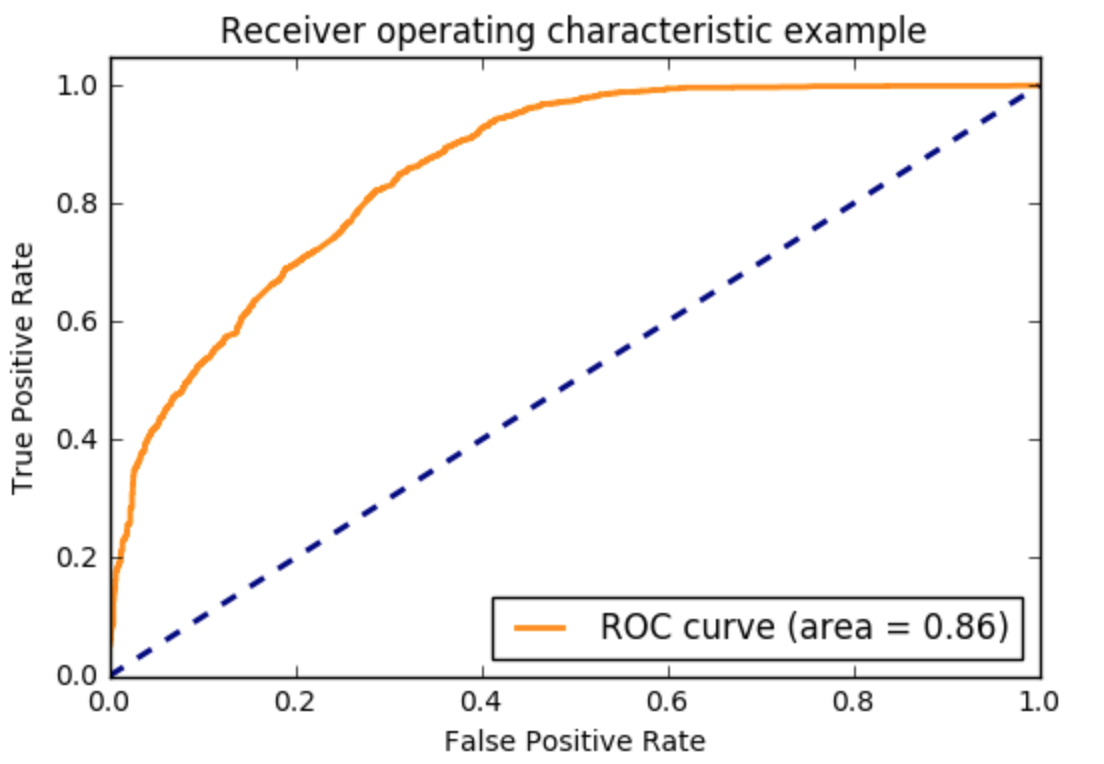 Receiver operating characteristic example
1.0
0.8
0.6
0.4
0.2
0.0
True Positive Rate
ROC curve (area = 0.86)
0.0 0.2 0.4 0.6 0.8 1.0
False Positive Rate